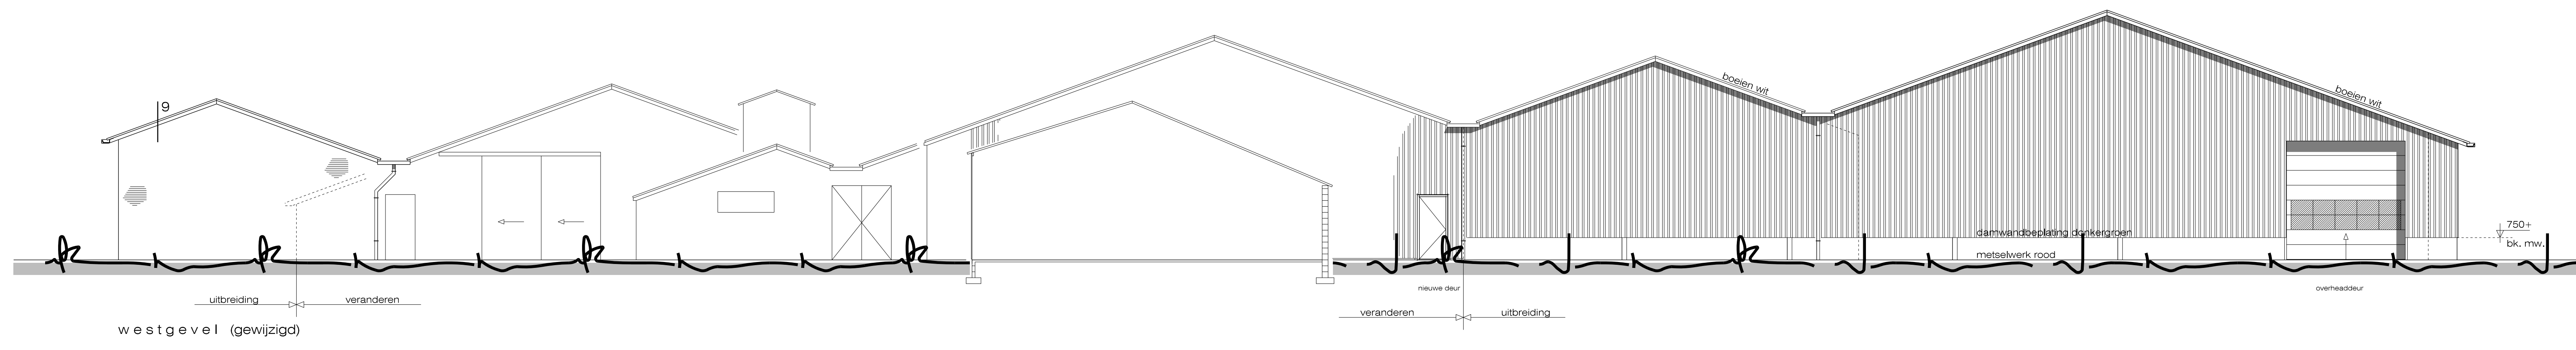 9
boeien wit
boeien wit
damwandbeplating donkergroen
750+
bk. mw.
metselwerk rood
nieuwe deur
overheaddeur
uitbreiding
veranderen
veranderen
uitbreiding
westgevel (gewijzigd)